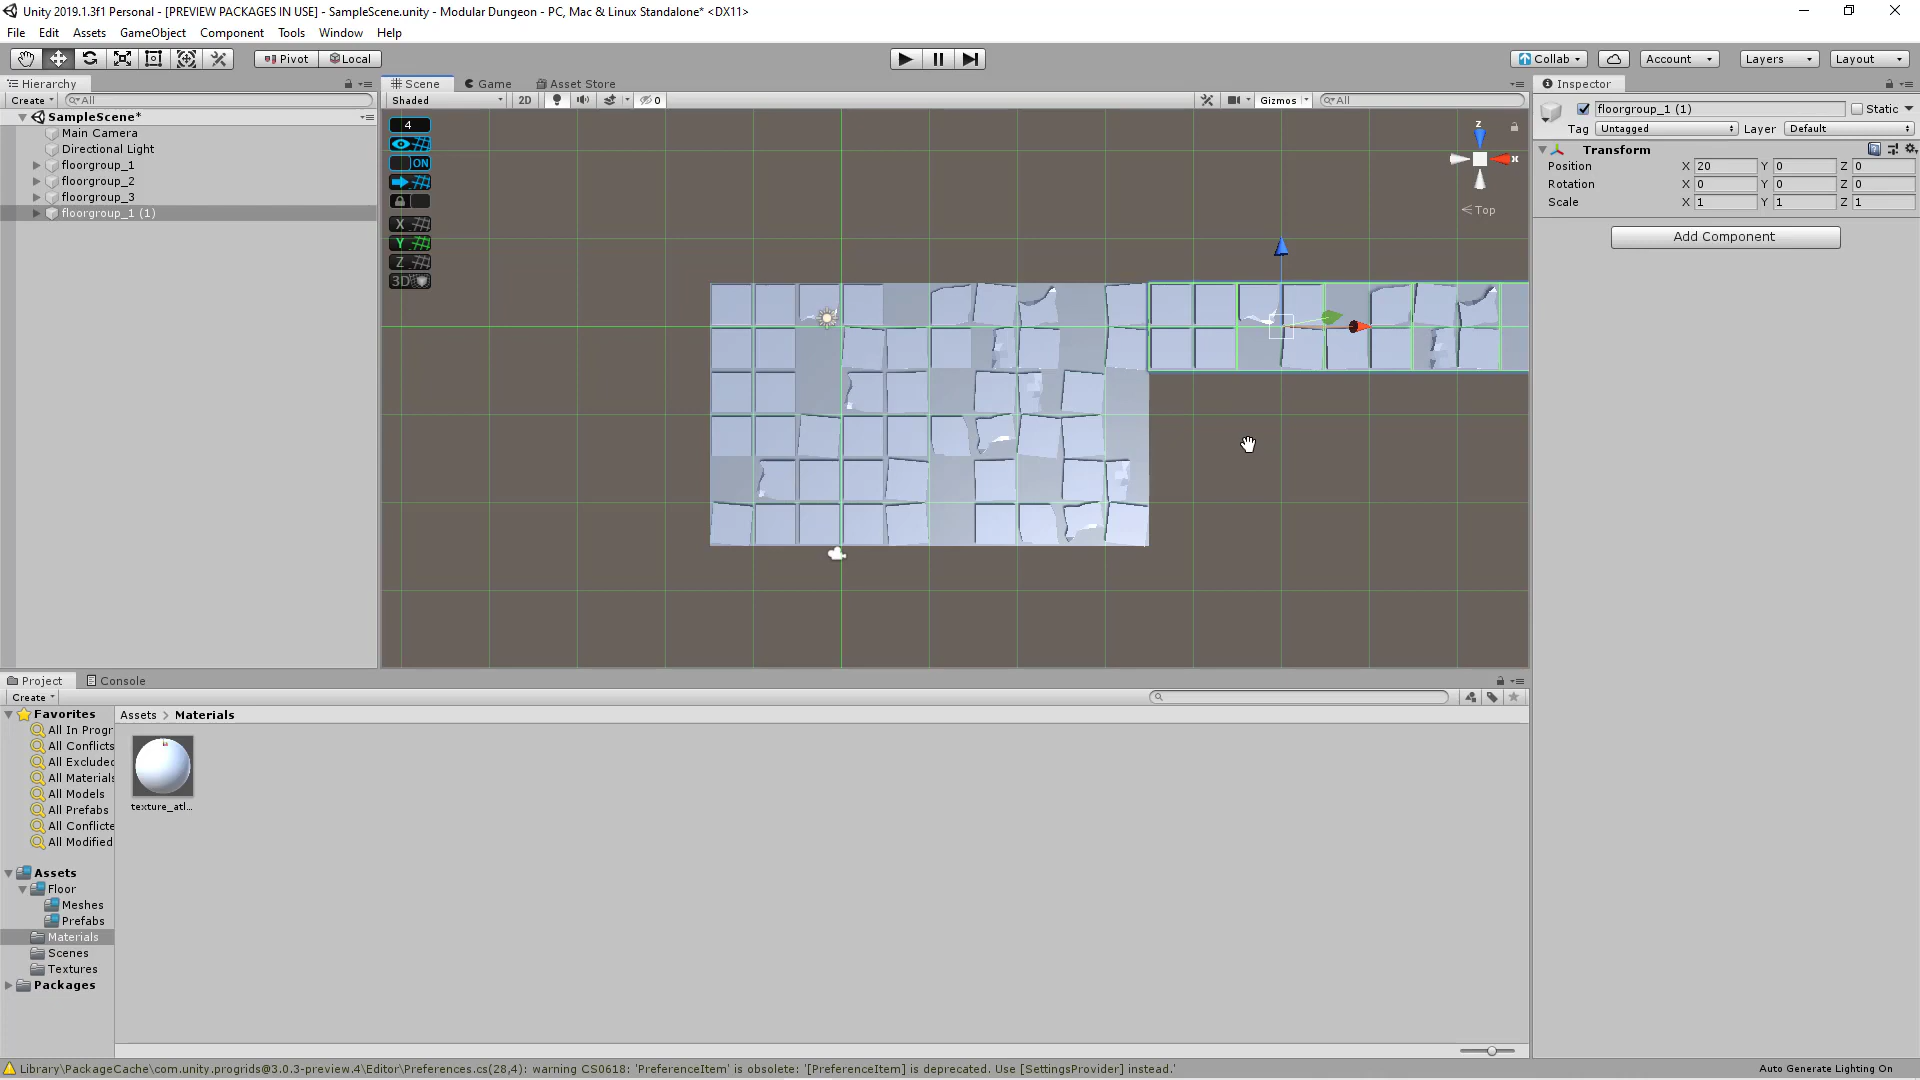 Unity 2019.1.3f1 Personal - [PREVIEW PACKAGES IN USE] - SampleScene.unity - Modular Dungeon - PC, Mac & Linux Standalone* <DX11>
File Edit Assets GameObject Component Tools Window Help
Pivot Local Collab Account Layers Layout
Hierarchy
Create All
SampleScene*
Main Camera
Directional Light
floorgroup_1
floorgroup_2
floorgroup_3
floorgroup_1 (1)
Scene Game Asset Store
Shaded 2D 0 Gizmos All
4
ON
X
Y
Z
3D
z
x
Top
Inspector
floorgroup_1 (1) Static
Tag Untagged Layer Default
Transform
Position X 20 Y 0 Z 0
Rotation X 0 Y 0 Z 0
Scale X 1 Y 1 Z 1
Add Component
Project Console
Create
Favorites
All In Progr
All Conflicts
All Excluded
All Materials
All Models
All Prefabs
All Conflicte
All Modified
Assets
Floor
Meshes
Prefabs
Materials
Scenes
Textures
Packages
Assets > Materials
texture_atl...
Library\PackageCache\com.unity.progrids@3.0.3-preview.4\Editor\Preferences.cs(28,4): warning CS0618: 'PreferenceItem' is obsolete: '[PreferenceItem] is deprecated. Use [SettingsProvider] instead.'
Auto Generate Lighting On